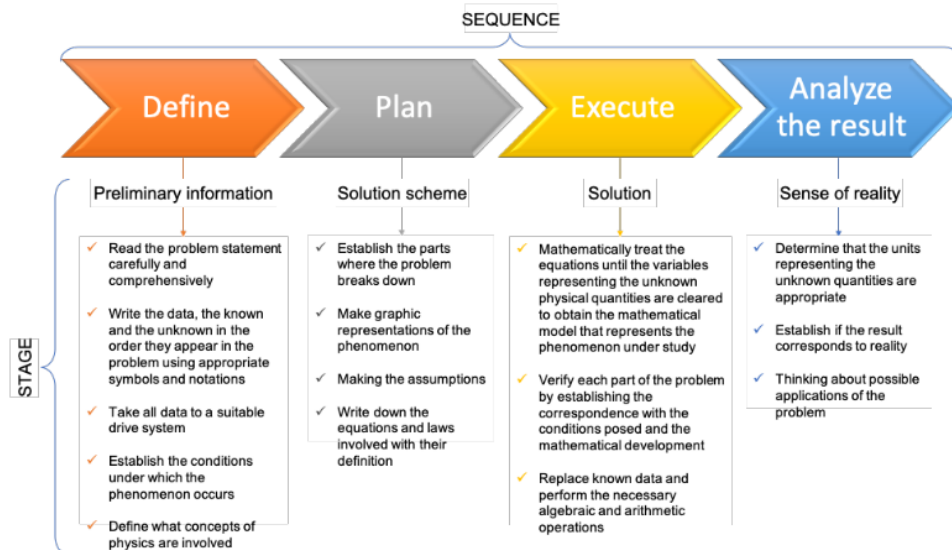 SEQUENCE
Define
Plan
Execute
Analyze
the result
STAGE
Preliminary information
Read the problem statement
carefully and
comprehensively
Write the data, the known
and the unknown in the
order they appear in the
problem using appropriate
symbols and notations
Take all data to a suitable
drive system
Establish the conditions
under which the
phenomenon occurs
Define what concepts of
physics are involved
Solution scheme
Establish the parts
where the problem
breaks down
Make graphic
representations of the
phenomenon
Making the assumptions
Write down the
equations and laws
involved with their
definition
Solution
Mathematically treat the
equations until the variables
representing the unknown
physical quantities are cleared
to obtain the mathematical
model that represents the
phenomenon under study
Verify each part of the problem
by establishing the
correspondence with the
conditions posed and the
mathematical development
Replace known data and
perform the necessary
algebraic and arithmetic
operations
Sense of reality
Determine that the units
representing the
unknown quantities are
appropriate
Establish if the result
corresponds to reality
Thinking about possible
applications of the
problem